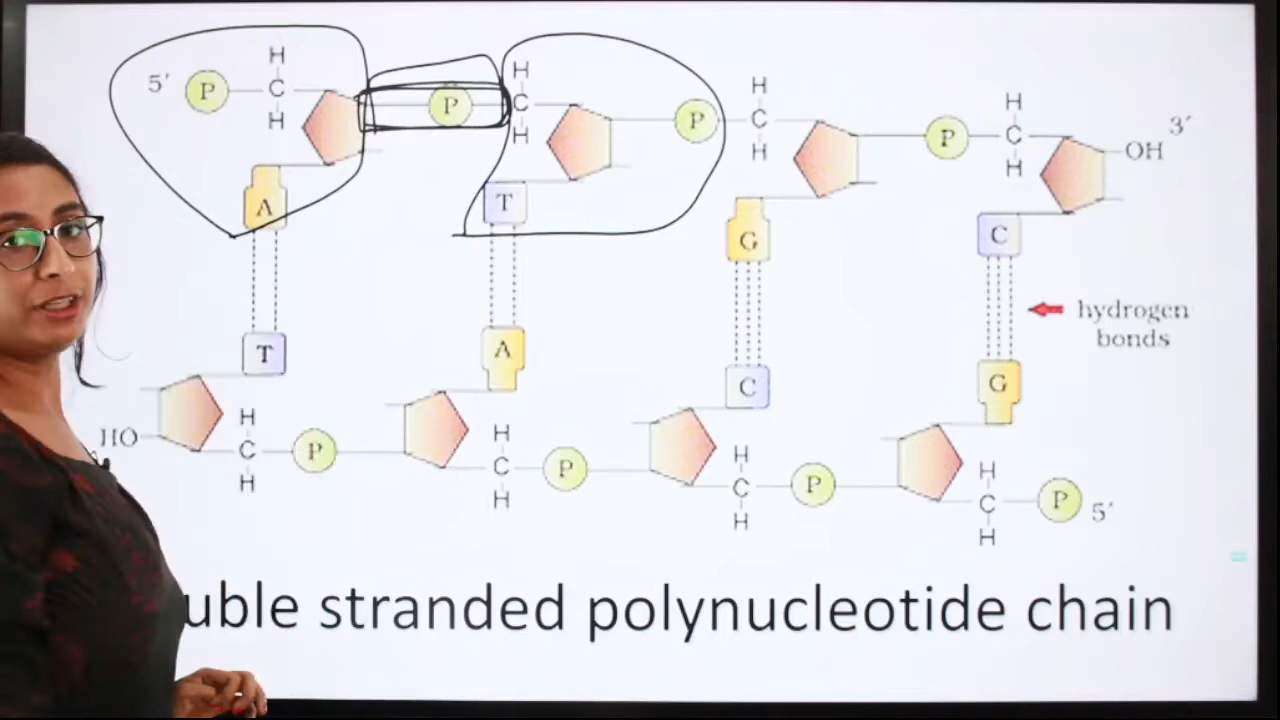 H H H H
5′ P C P C P C P C OH 3′
H H H H
A T G C
hydrogen
bonds
T A C G
HO H H H H
C P C P C P C P 5′
H H H H
uble stranded polynucleotide chain